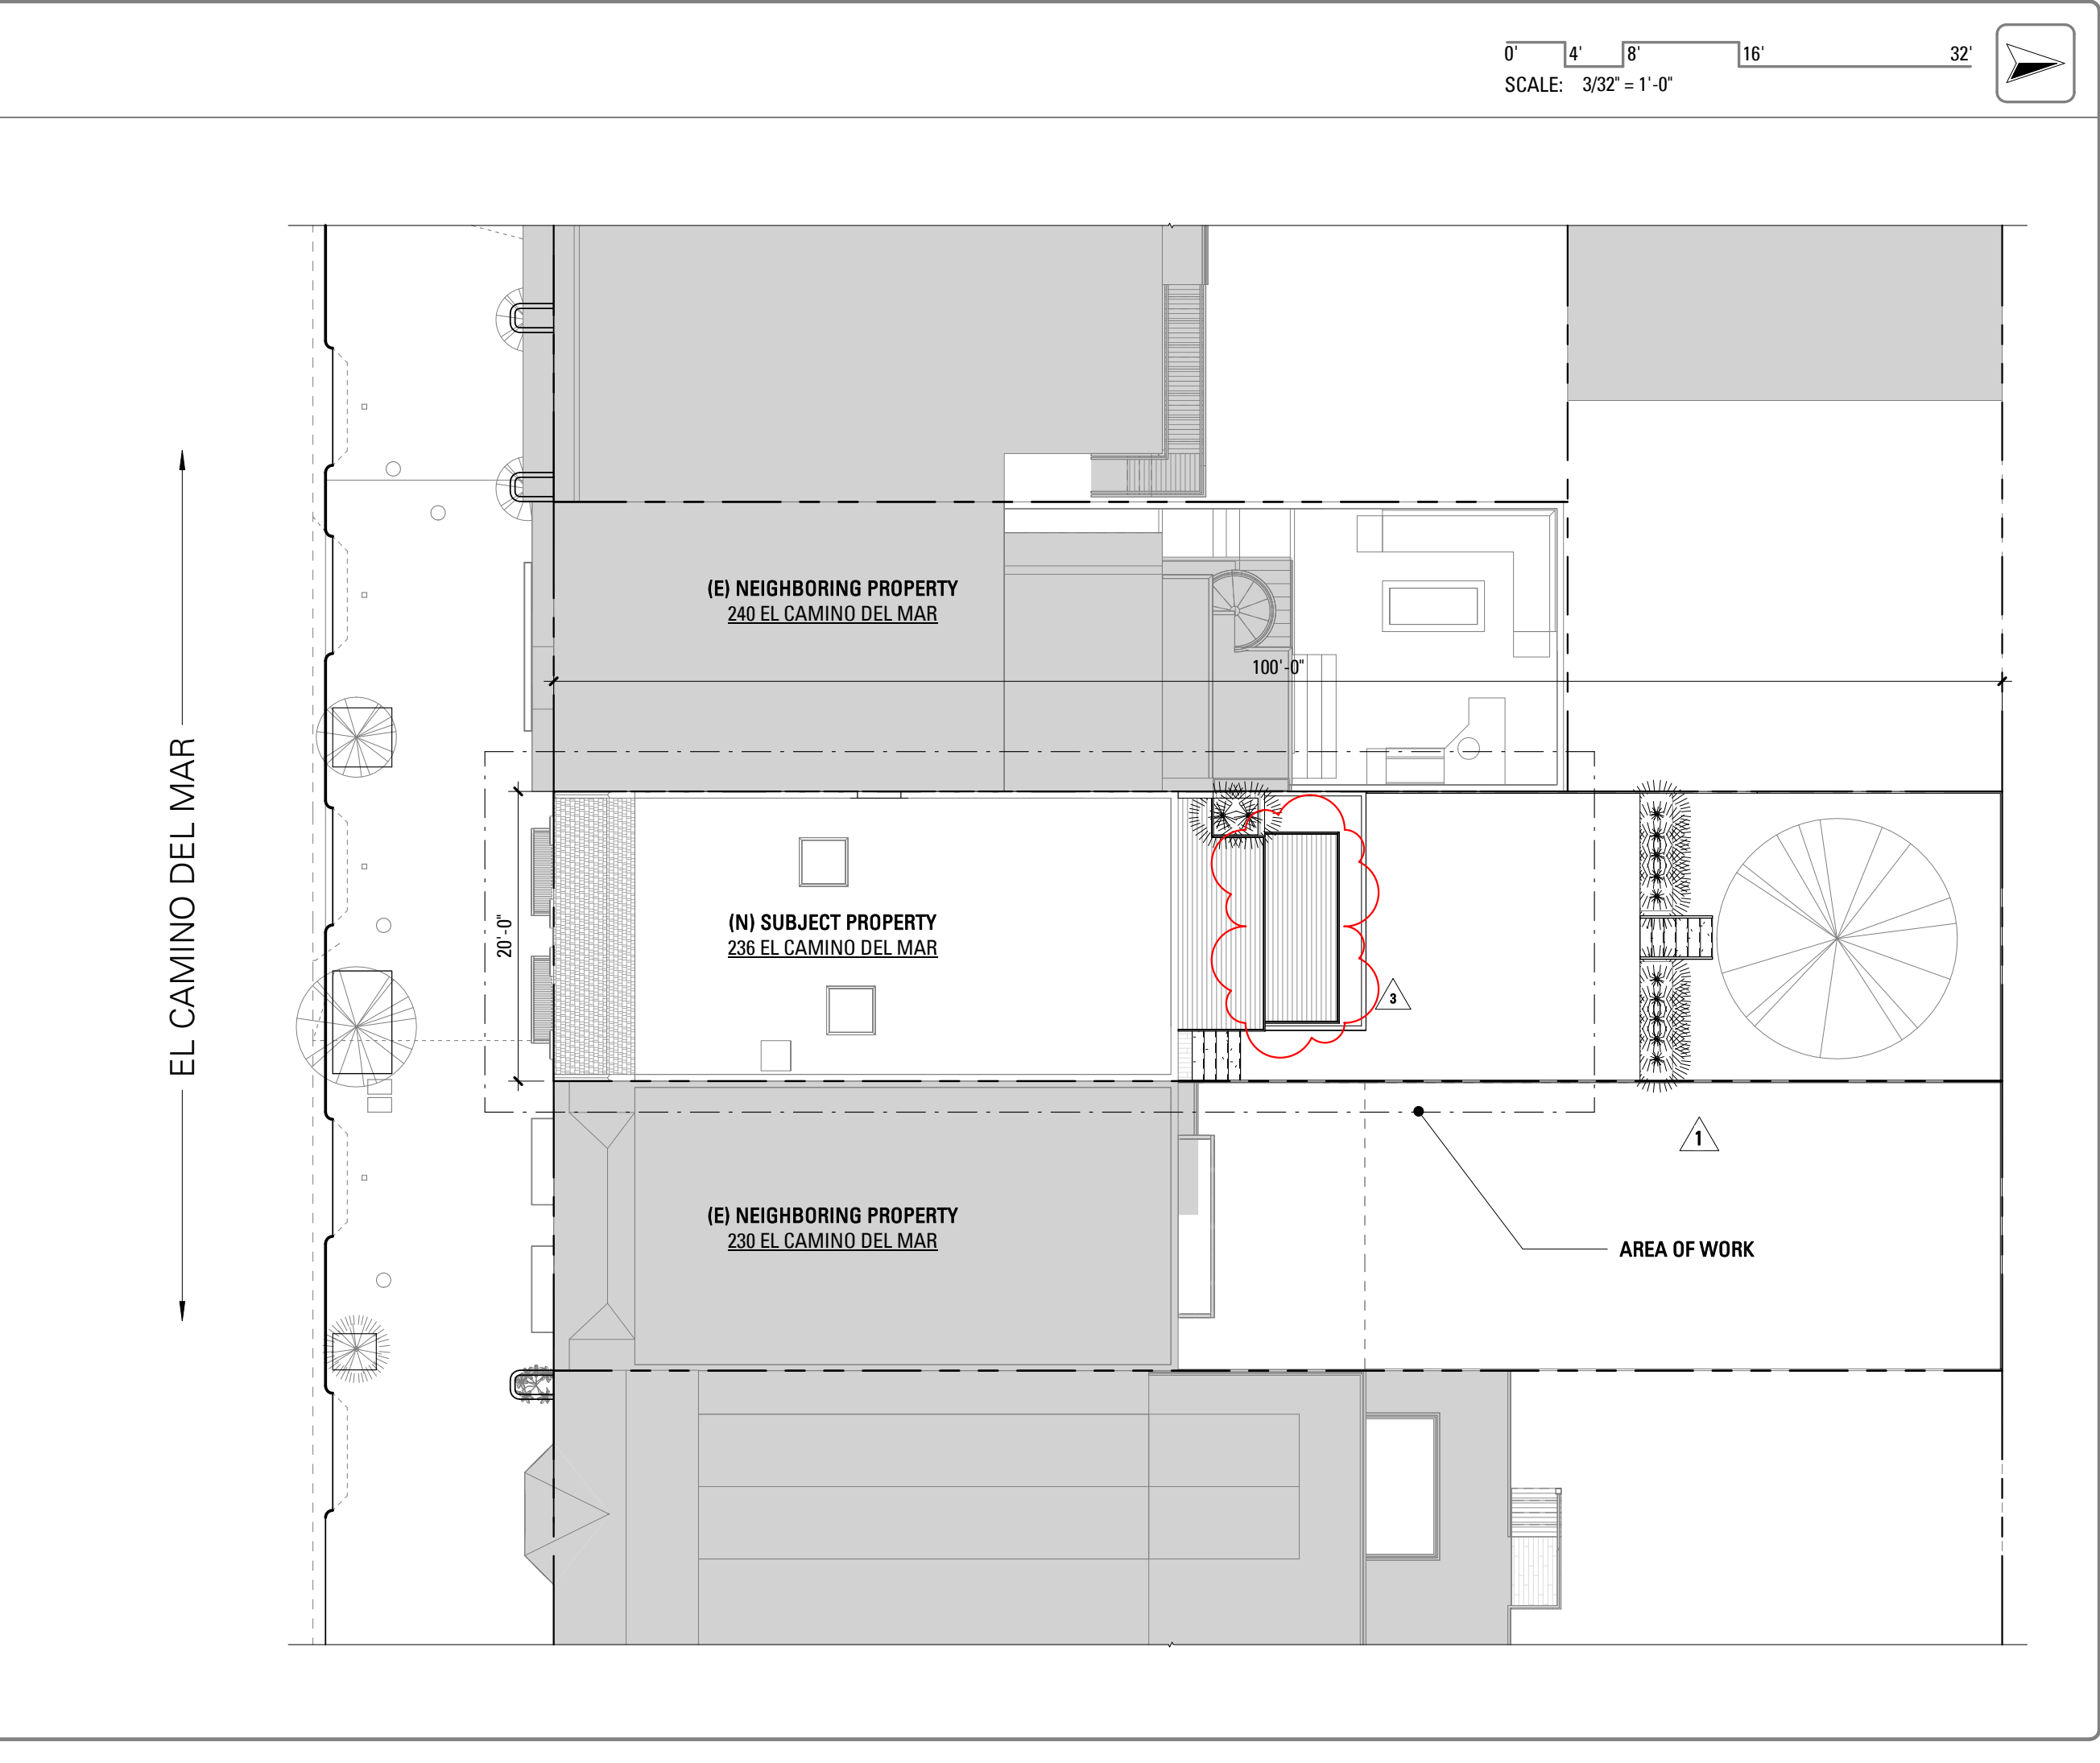 0' 4' 8' 16' 32'
SCALE: 3/32" = 1'-0"
(E) NEIGHBORING PROPERTY
240 EL CAMINO DEL MAR
100'-0"
EL CAMINO DEL MAR
20'-0"
(N) SUBJECT PROPERTY
236 EL CAMINO DEL MAR
3
1
(E) NEIGHBORING PROPERTY
230 EL CAMINO DEL MAR
AREA OF WORK